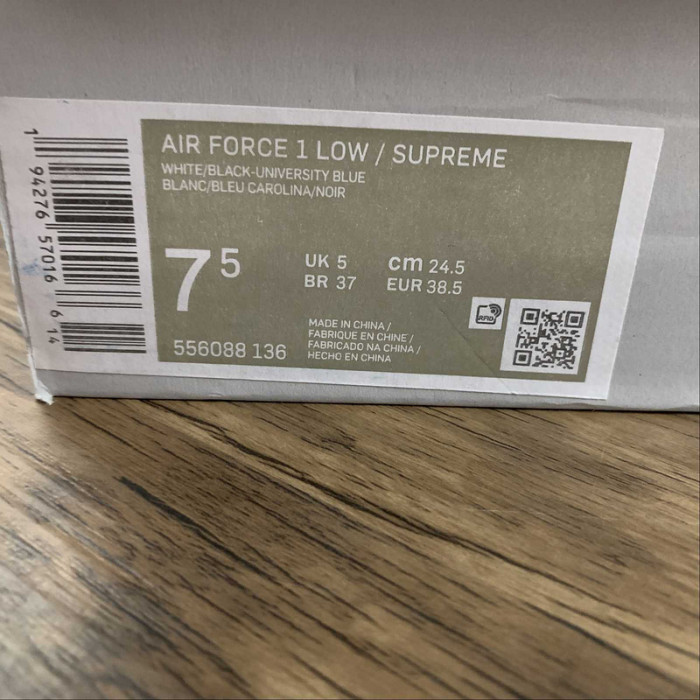 AIR FORCE 1 LOW / SUPREME
WHITE/BLACK-UNIVERSITY BLUE
BLANC/BLEU CAROLINA/NOIR
7 5
UK 5 cm 24.5
BR 37 EUR 38.5
MADE IN CHINA /
FABRIQUE EN CHINE /
FABRICADO NA CHINA /
HECHO EN CHINA
556088 136
RFID
1 94276 57016 6 14